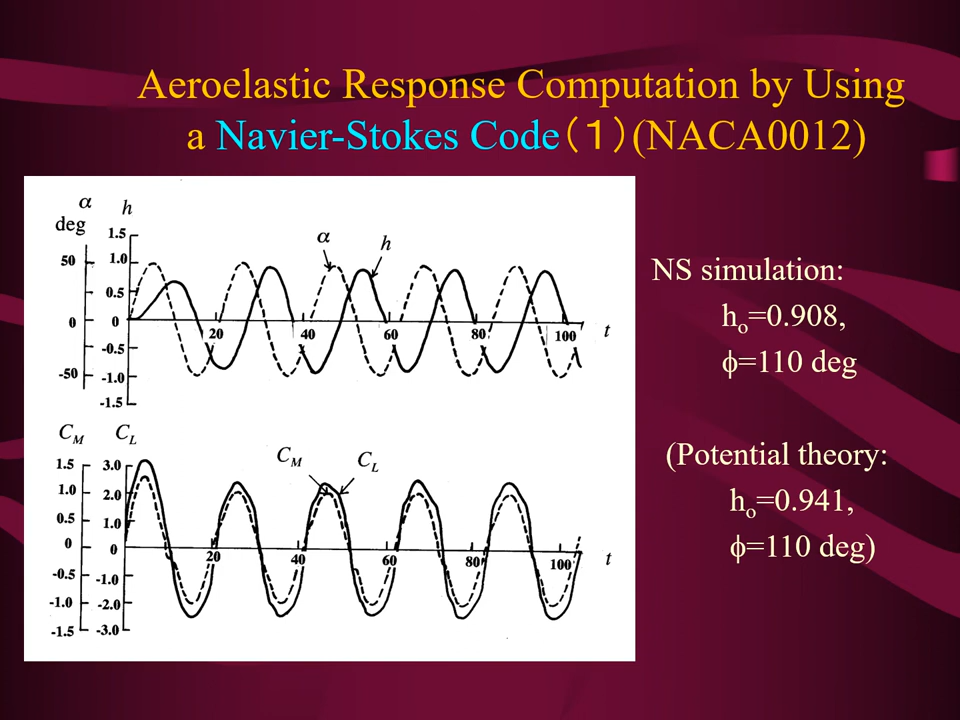 Aeroelastic Response Computation by Using
a Navier-Stokes Code（１）(NACA0012)
α h
deg
1.5
50 1.0
0.5
0 0
-0.5
-50 -1.0
-1.5
α h
20 40 60 80 100 t
C_M C_L
1.5 3.0
1.0 2.0
0.5 1.0
0 0
-0.5 -1.0
-1.0 -2.0
-1.5 -3.0
C_M C_L
20 40 60 80 100 t
NS simulation:
h₀=0.908,
ϕ=110 deg
(Potential theory:
h₀=0.941,
ϕ=110 deg)